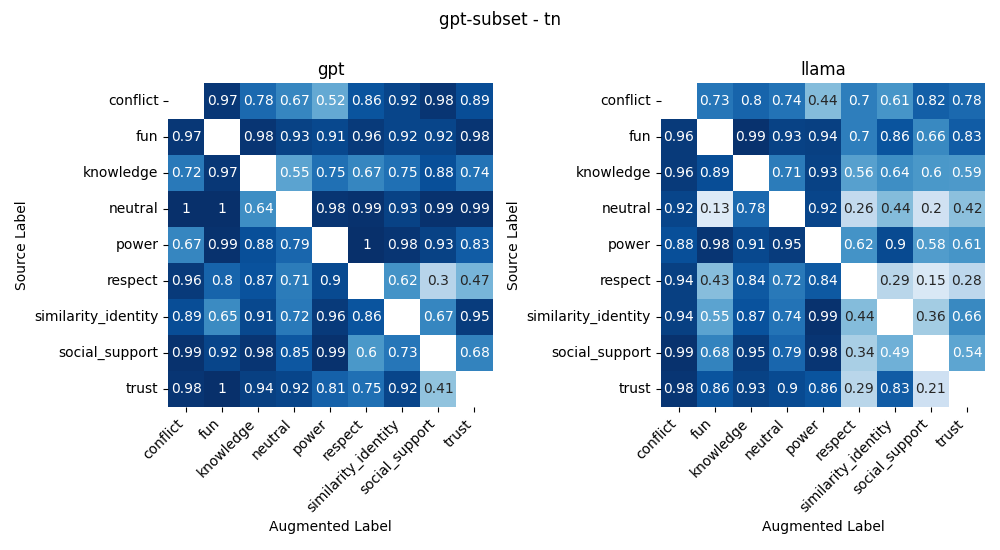 gpt-subset - tn
gpt
conflict 0.97 0.78 0.67 0.52 0.86 0.92 0.98 0.89
fun 0.97 0.98 0.93 0.91 0.96 0.92 0.92 0.98
knowledge 0.72 0.97 0.55 0.75 0.67 0.75 0.88 0.74
neutral 1 1 0.64 0.98 0.99 0.93 0.99 0.99
power 0.67 0.99 0.88 0.79 1 0.98 0.93 0.83
respect 0.96 0.8 0.87 0.71 0.9 0.62 0.3 0.47
similarity_identity 0.89 0.65 0.91 0.72 0.96 0.86 0.67 0.95
social_support 0.99 0.92 0.98 0.85 0.99 0.6 0.73 0.68
trust 0.98 1 0.94 0.92 0.81 0.75 0.92 0.41
conflict fun knowledge neutral power respect similarity_identity social_support trust
Source Label
Augmented Label
llama
conflict 0.73 0.8 0.74 0.44 0.7 0.61 0.82 0.78
fun 0.96 0.99 0.93 0.94 0.7 0.86 0.66 0.83
knowledge 0.96 0.89 0.71 0.93 0.56 0.64 0.6 0.59
neutral 0.92 0.13 0.78 0.92 0.26 0.44 0.2 0.42
power 0.88 0.98 0.91 0.95 0.62 0.9 0.58 0.61
respect 0.94 0.43 0.84 0.72 0.84 0.29 0.15 0.28
similarity_identity 0.94 0.55 0.87 0.74 0.99 0.44 0.36 0.66
social_support 0.99 0.68 0.95 0.79 0.98 0.34 0.49 0.54
trust 0.98 0.86 0.93 0.9 0.86 0.29 0.83 0.21
conflict fun knowledge neutral power respect similarity_identity social_support trust
Source Label
Augmented Label